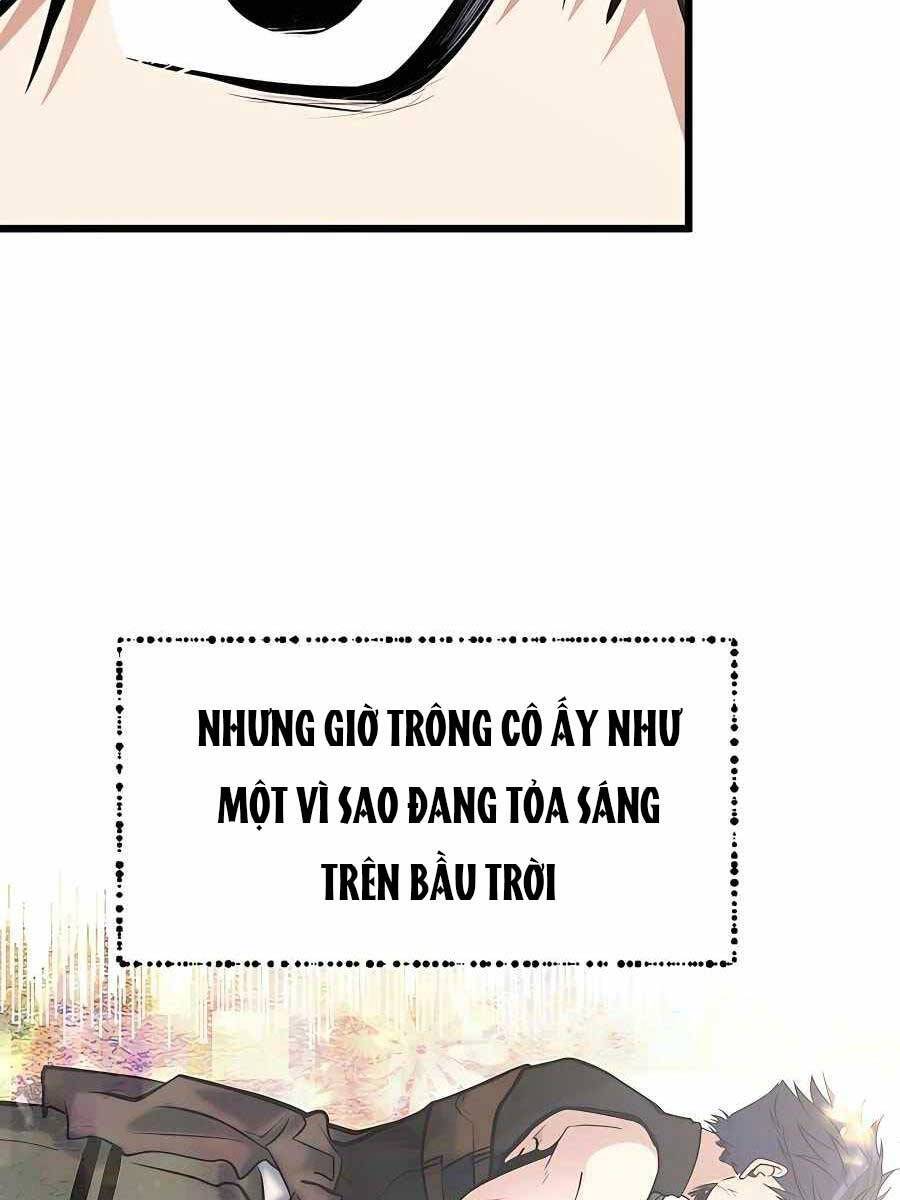 NHƯNG GIỜ TRÔNG CÔ ẤY NHƯ
MỘT VÌ SAO ĐANG TỎA SÁNG
TRÊN BẦU TRỜI